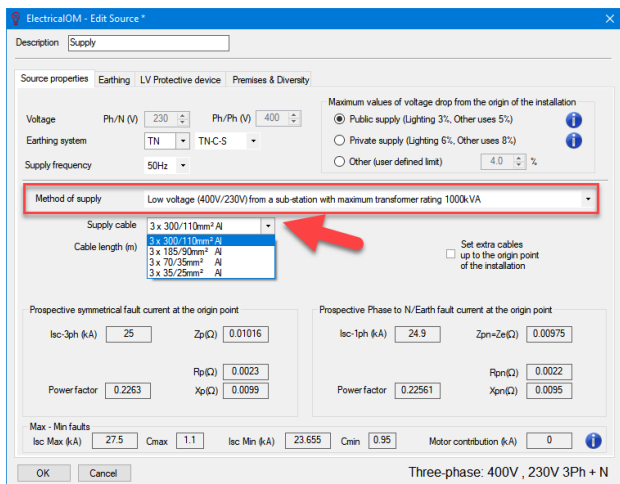 ElectricalOM - Edit Source *
Description Supply
Source properties Earthing LV Protective device Premises & Diversity
Maximum values of voltage drop from the origin of the installation
Voltage Ph/N (V) 230 Ph/Ph (V) 400
Public supply (Lighting 3%, Other uses 5%)
Earthing system TN TN-C-S
Private supply (Lighting 6%, Other uses 8%)
Supply frequency 50Hz
Other (user defined limit) 4.0 %
Method of supply Low voltage (400V/230V) from a sub-station with maximum transformer rating 1000kVA
Supply cable 3 x 300/110mm² Al
Cable length (m)
3 x 300/110mm² Al
3 x 185/90mm² Al
3 x 70/35mm² Al
3 x 35/25mm² Al
Set extra cables
up to the origin point
of the installation
Prospective symmetrical fault current at the origin point
Isc-3ph (kA) 25 Zp(Ω) 0.01016
Rp(Ω) 0.0023
Power factor 0.2263 Xp(Ω) 0.0099
Prospective Phase to N/Earth fault current at the origin point
Isc-1ph (kA) 24.9 Zpn=Ze(Ω) 0.00975
Rpn(Ω) 0.0022
Power factor 0.22561 Xpn(Ω) 0.0095
Max - Min faults
Isc Max (kA) 27.5 Cmax 1.1 Isc Min (kA) 23.655 Cmin 0.95 Motor contribution (kA) 0
OK Cancel Three-phase: 400V , 230V 3Ph + N